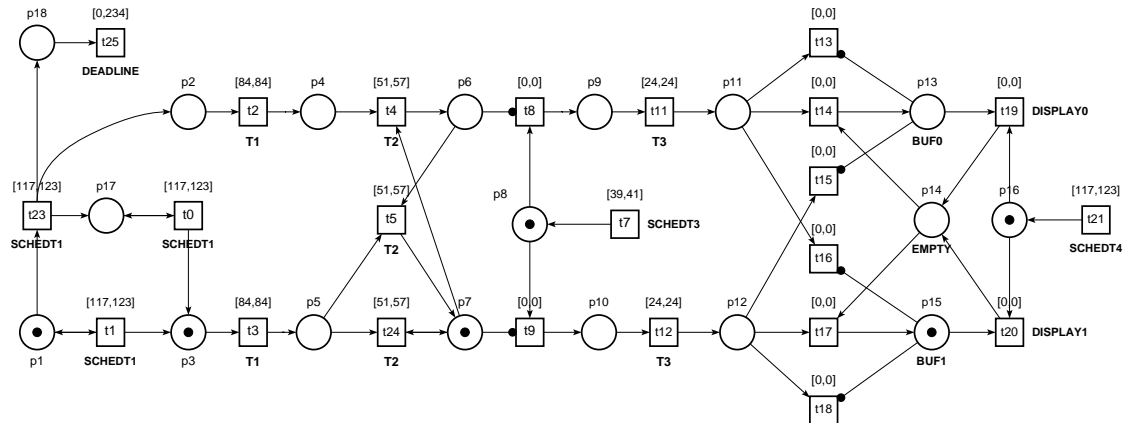 p18 [0,234] [0,0]
t25 t13
DEADLINE
p2 [84,84] p4 [51,57] p6 [0,0] p9 [24,24] p11 [0,0] p13 [0,0]
t2 t4 t8 t11 t14 t19 DISPLAY0
T1 T2 T3 BUF0
[0,0]
[117,123] p17 [117,123] [51,57] p8 [39,41] t15 p14 p16 [117,123]
t23 t0 t5 t7 SCHEDT3 t21
SCHEDT1 SCHEDT1 T2 [0,0] EMPTY SCHEDT4
t16
[117,123] [84,84] p5 [51,57] p7 [0,0] p10 [24,24] p12 [0,0] p15 [0,0]
t1 t3 t24 t9 t12 t17 t20 DISPLAY1
p1 SCHEDT1 p3 T1 T2 T3 BUF1
[0,0]
t18